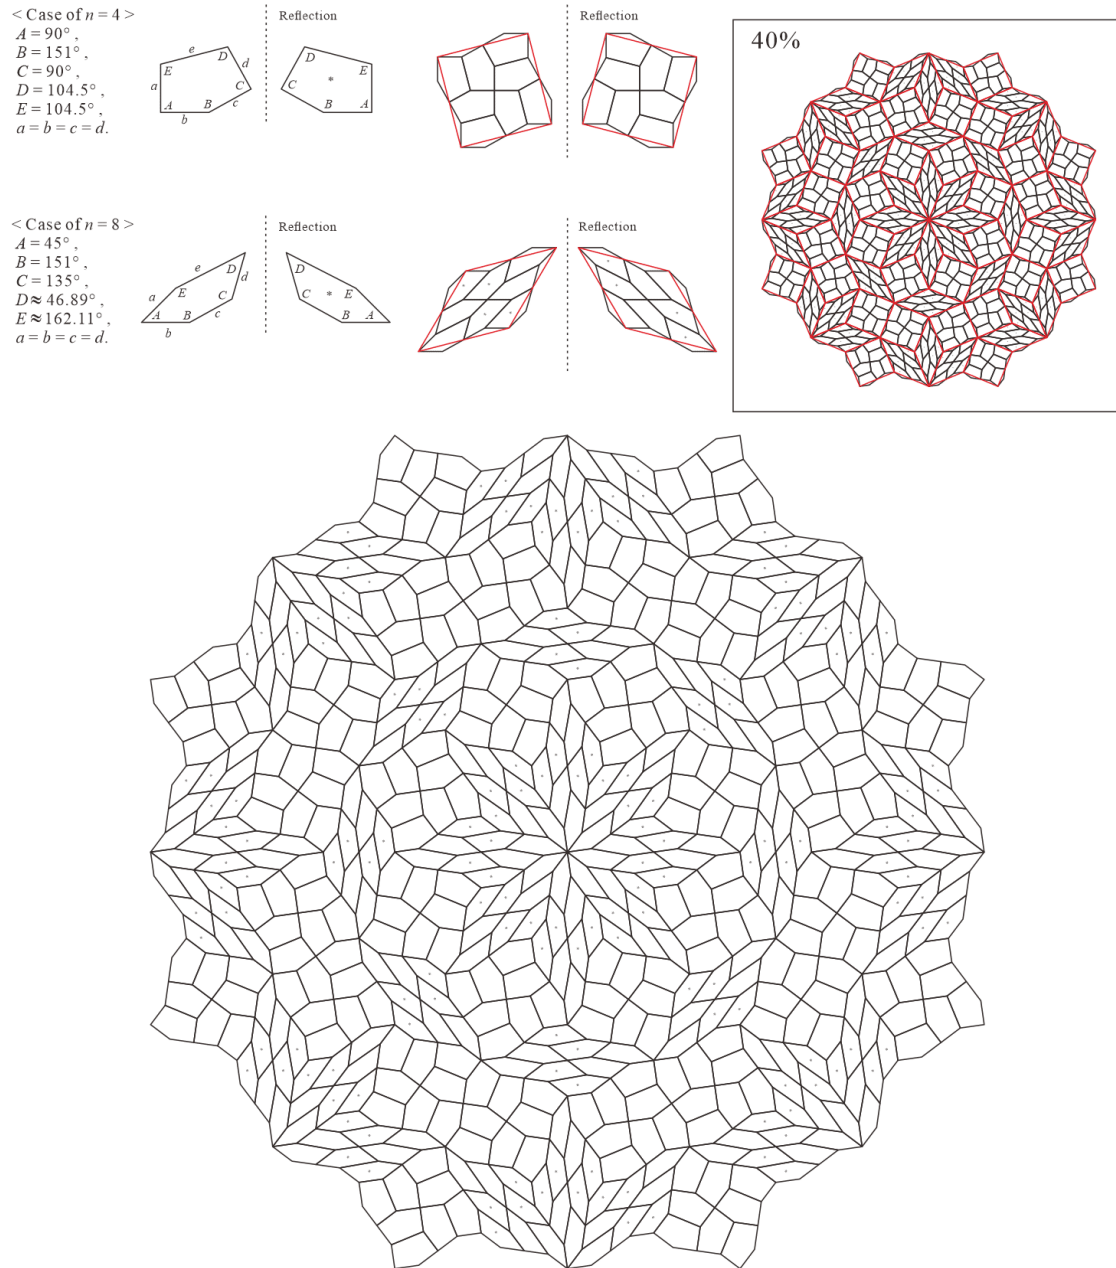 < Case of n = 4 >
A = 90° ,
B = 151° ,
C = 90° ,
D = 104.5° ,
E = 104.5° ,
a = b = c = d.
e
D
d
E
a
C
A
B
c
b
Reflection
D
E
C
*
B
A
Reflection
40%
< Case of n = 8 >
A = 45° ,
B = 151° ,
C = 135° ,
D ≈ 46.89° ,
E ≈ 162.11° ,
a = b = c = d.
e
D
d
a
E
C
A
B
c
b
Reflection
D
C
*
E
B
A
Reflection